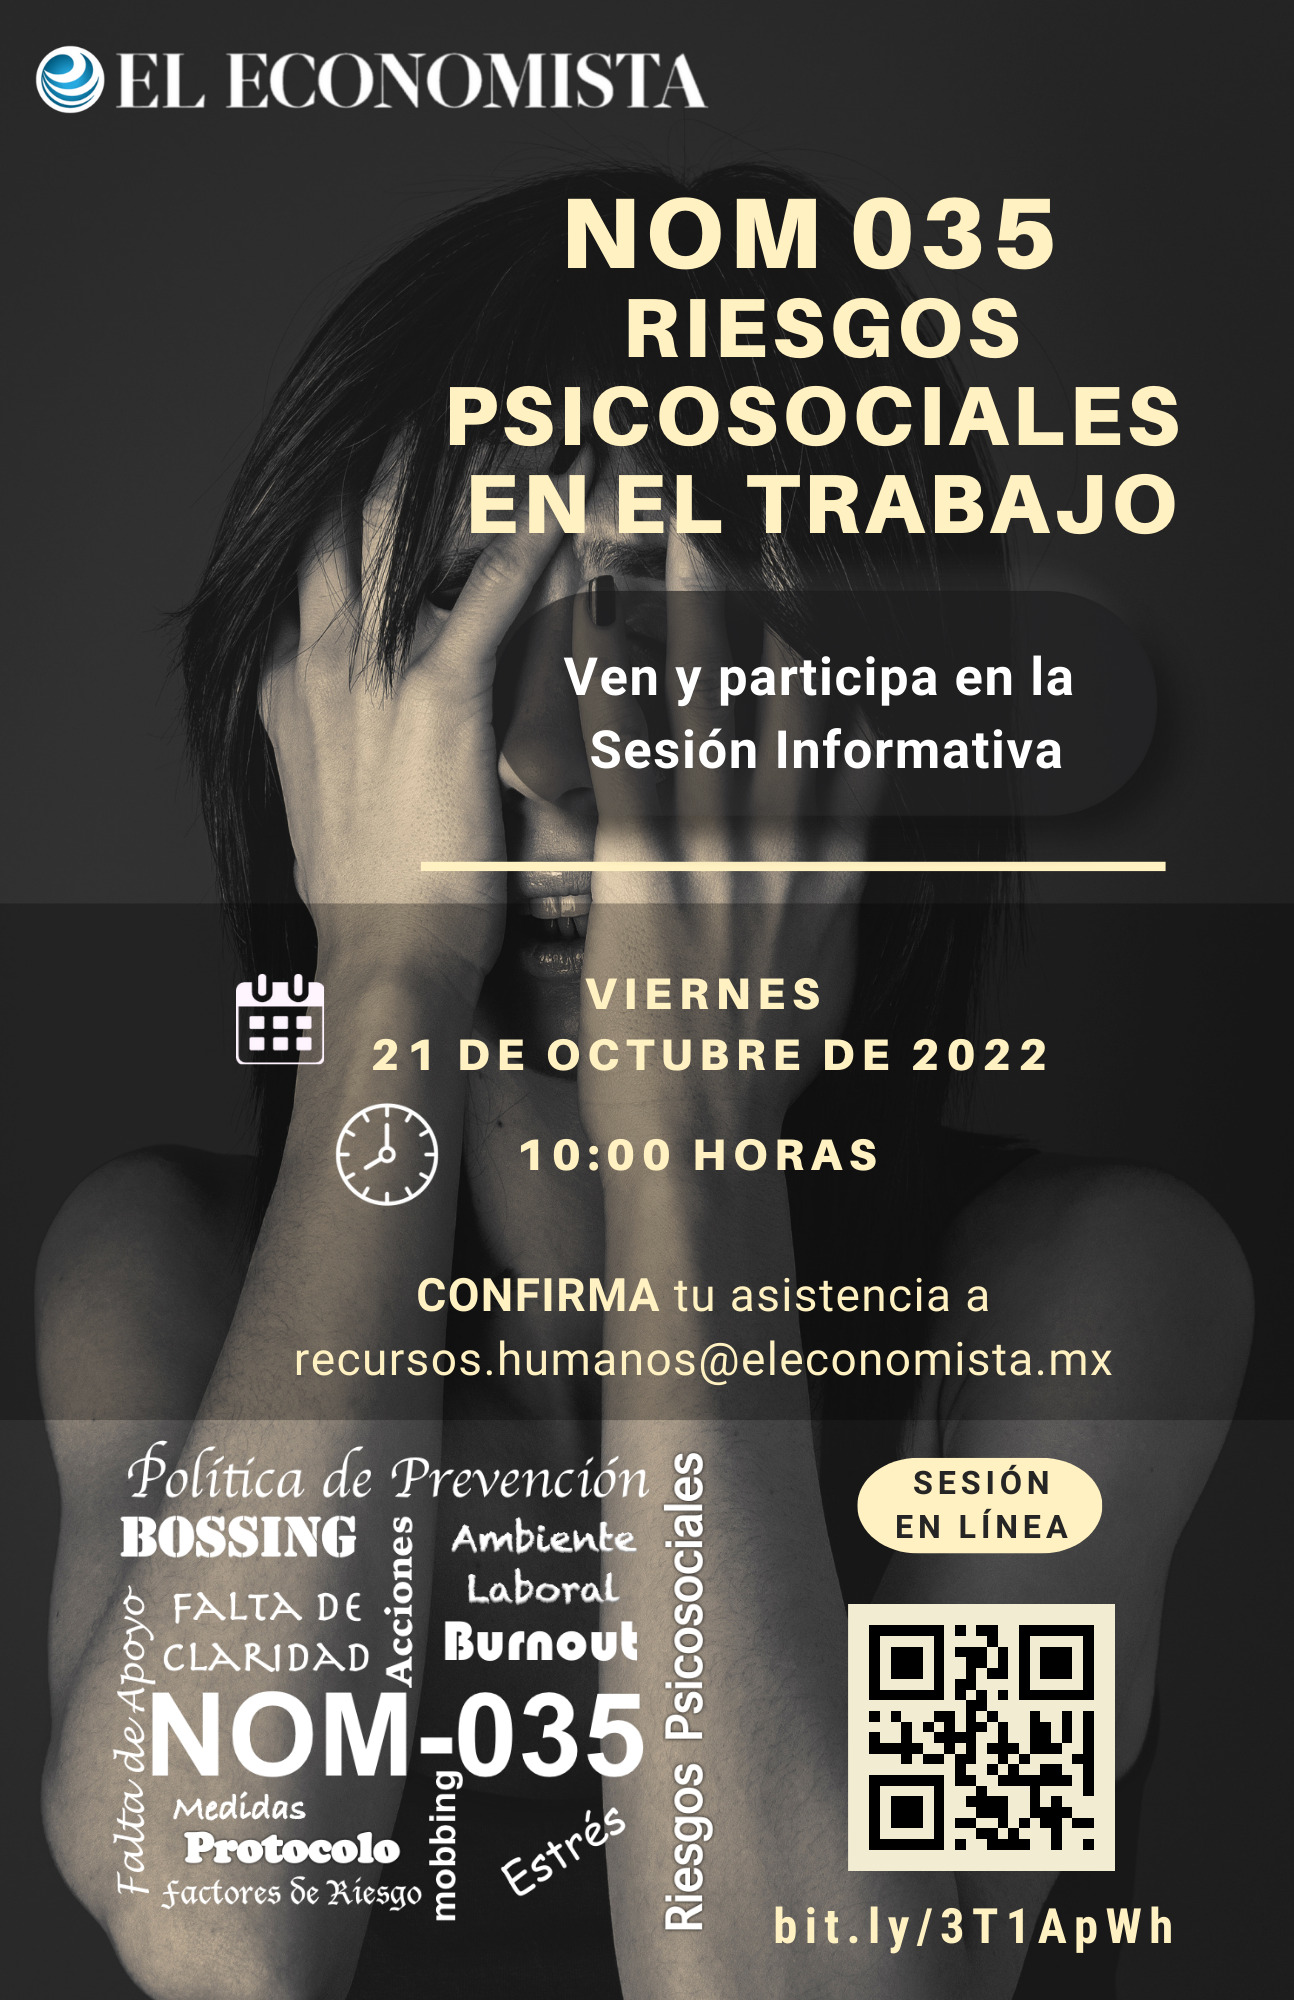 EL ECONOMISTA
NOM 035
RIESGOS
PSICOSOCIALES
EN EL TRABAJO
Ven y participa en la
Sesión Informativa
VIERNES
21 DE OCTUBRE DE 2022
10:00 HORAS
CONFIRMA tu asistencia a
recursos.humanos@eleconomista.mx
Política de Prevención
BOSSING
Acciones
Ambiente
Laboral
FALTA DE
CLARIDAD
Burnout
Falta de Apoyo
NOM-035
Medidas
Protocolo
Factores de Riesgo
mobbing
Estrés
Riesgos Psicosociales
SESIÓN
EN LÍNEA
bit.ly/3T1ApWh